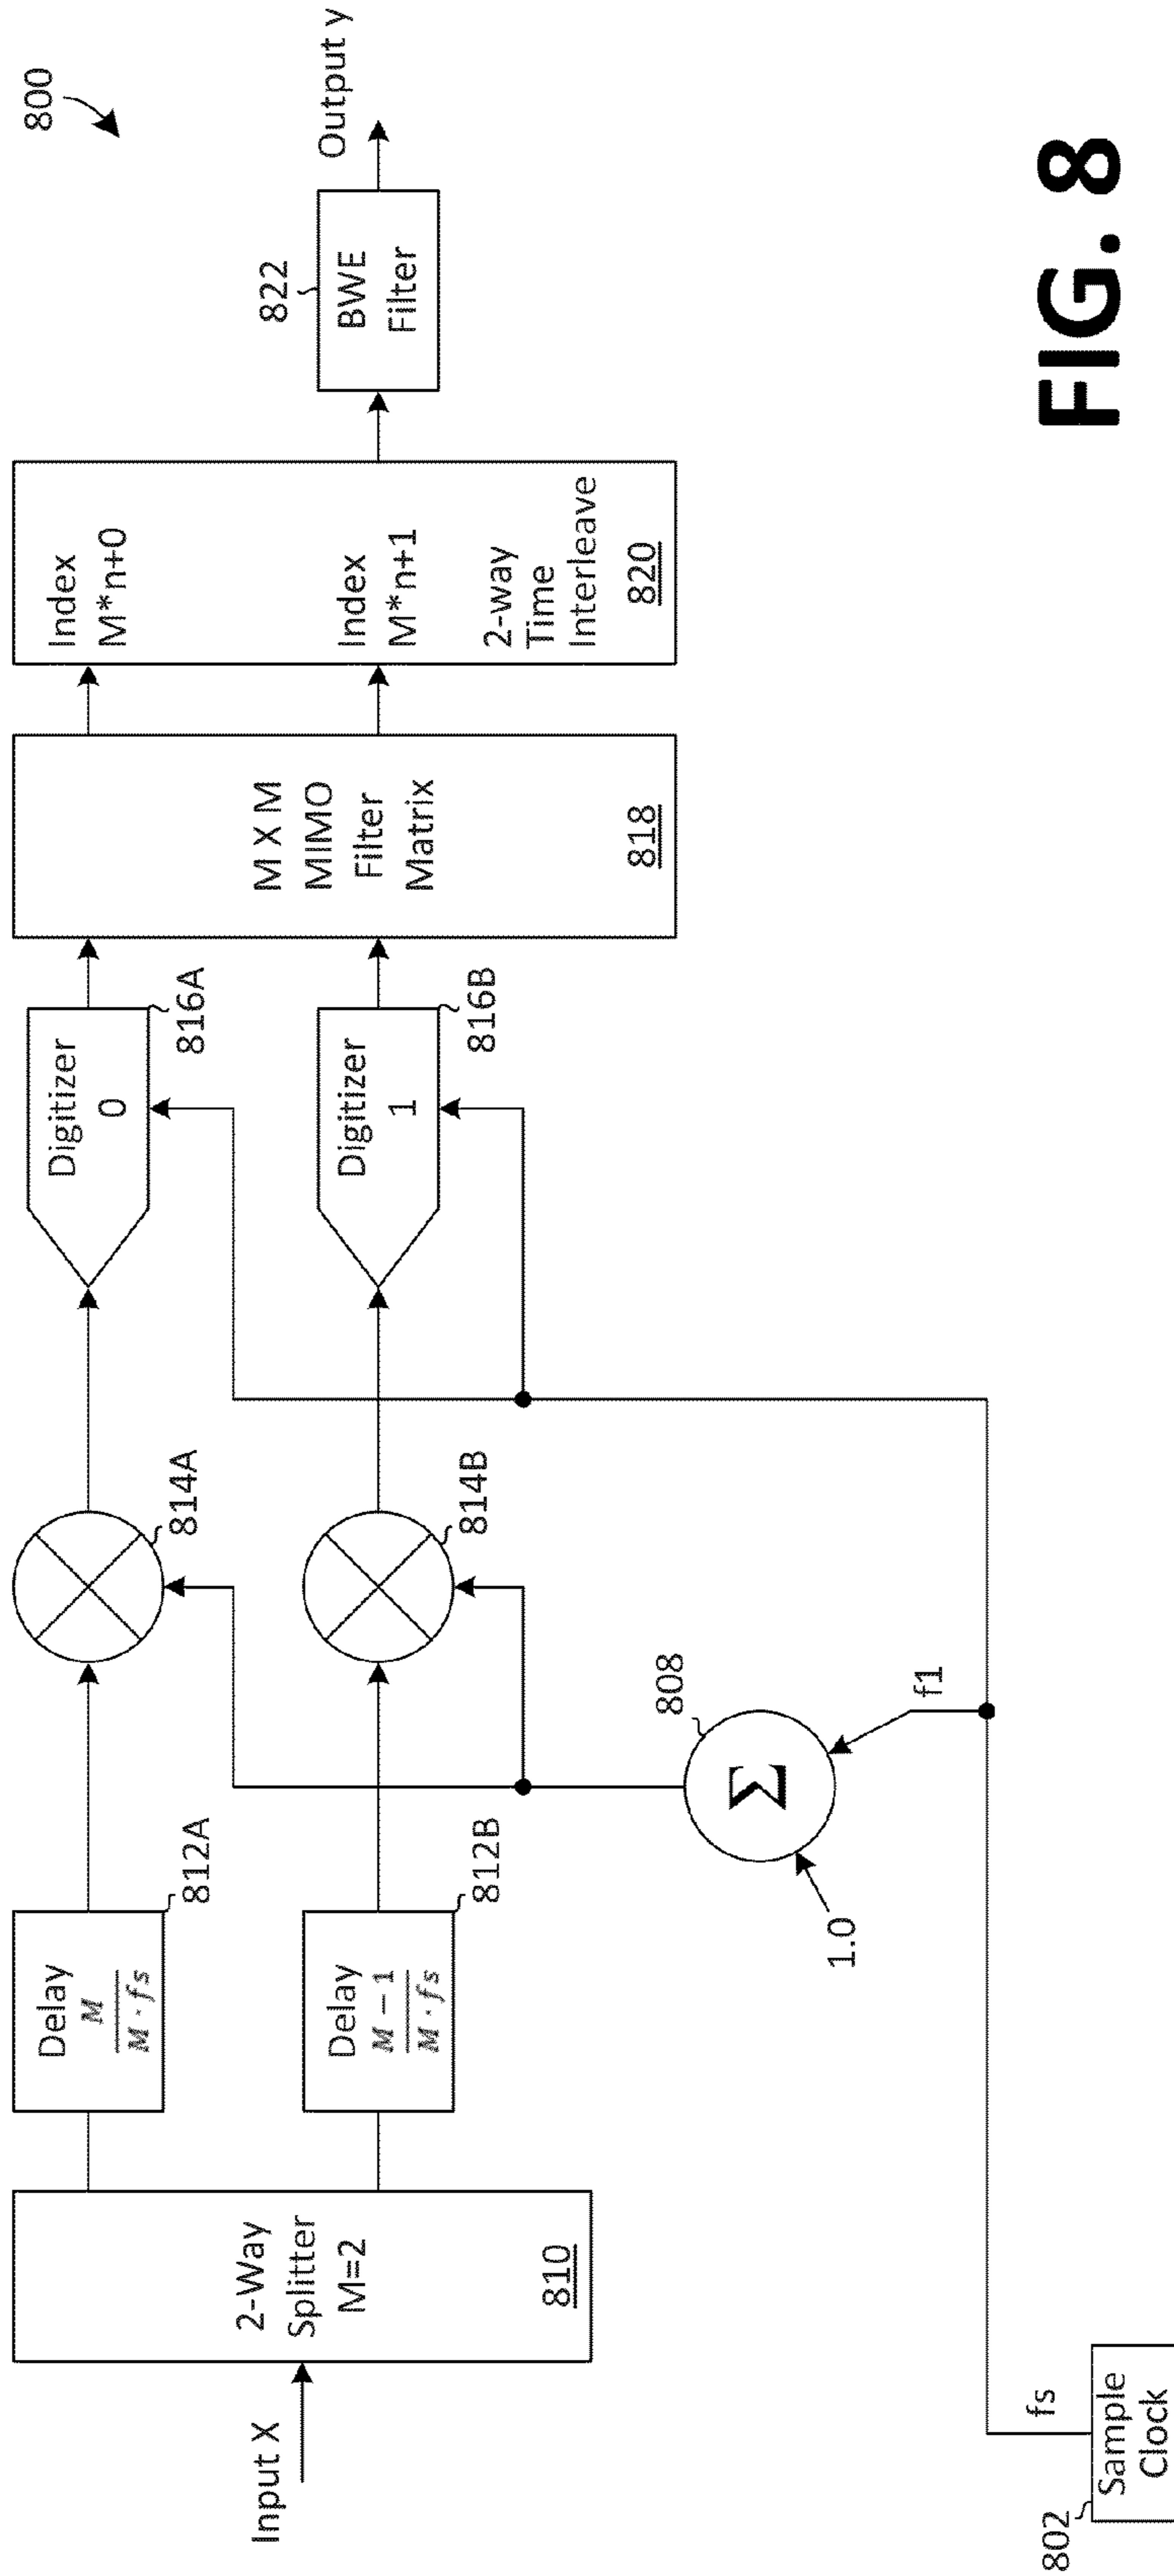 800
Input X
2-Way
Splitter
M=2
810
Delay
M
M · fs
812A
Delay
M − 1
M · fs
812B
814A
814B
Digitizer
0
816A
Digitizer
1
816B
M X M
MIMO
Filter
Matrix
818
Index
M*n+0
Index
M*n+1
2-way
Time
Interleave
820
822
BWE
Filter
Output y
808
Σ
1.0
f1
fs
802
Sample
Clock
FIG. 8